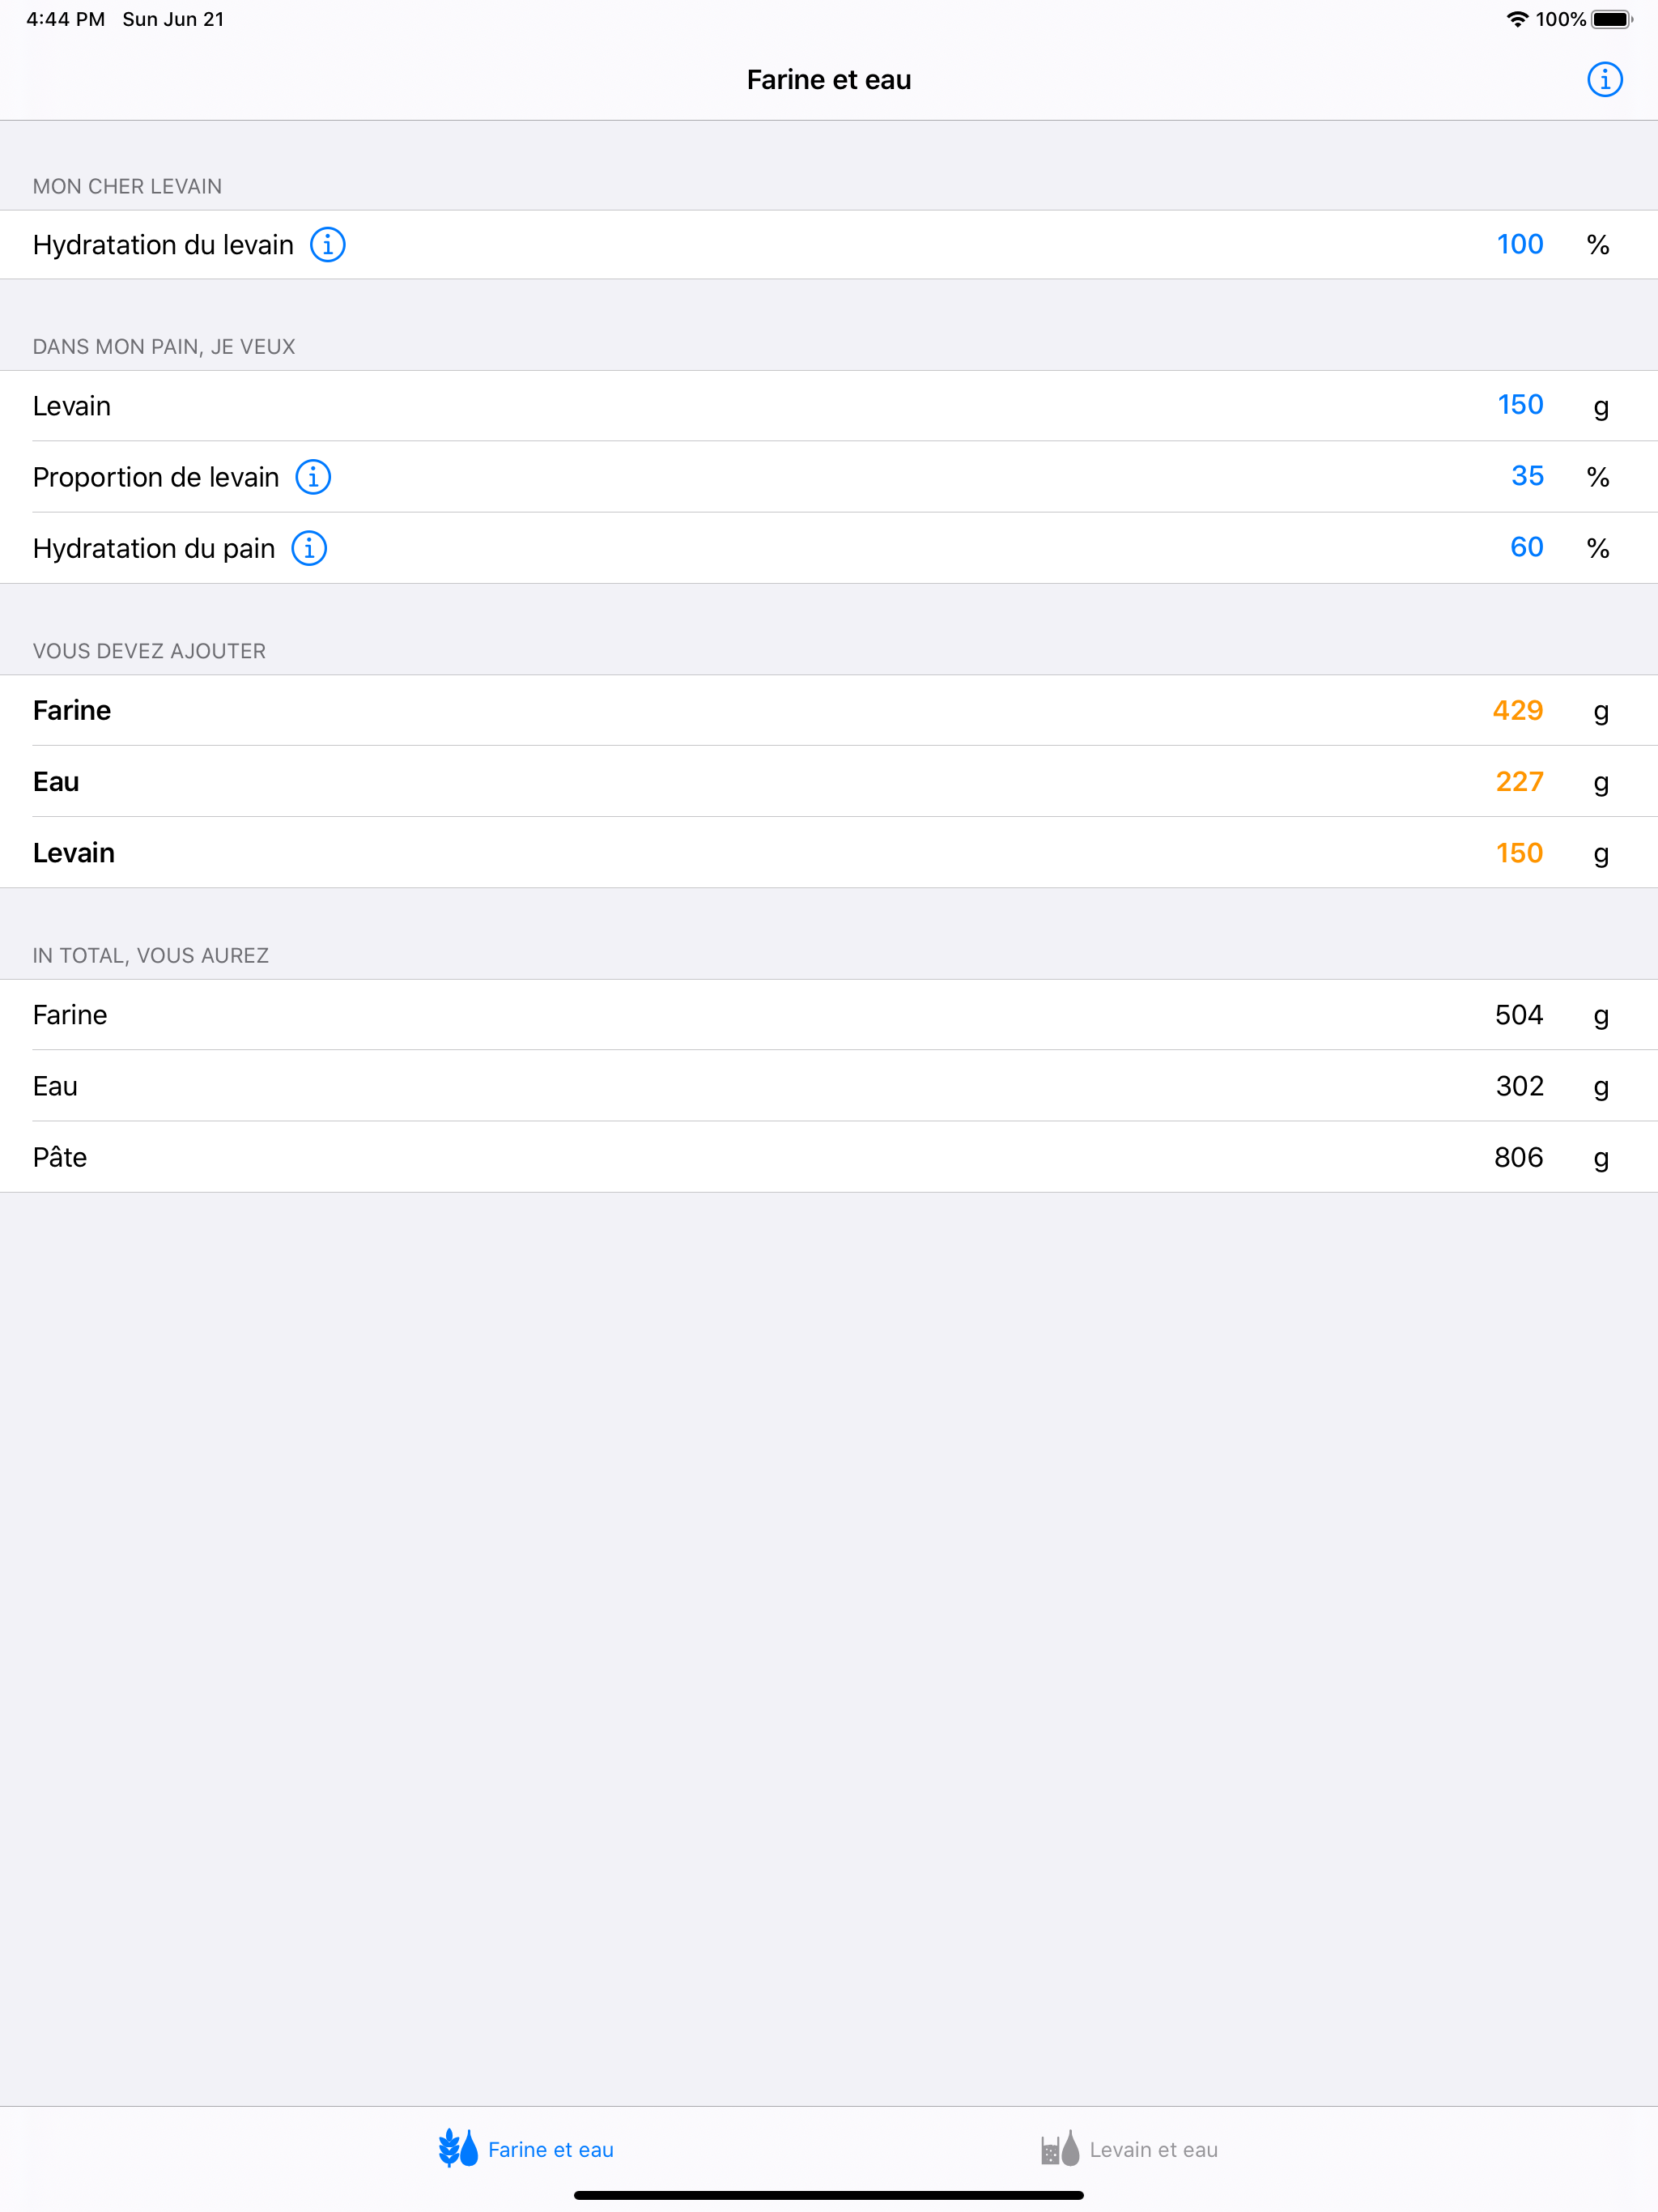 4:44 PM Sun Jun 21 100%
Farine et eau
MON CHER LEVAIN
Hydratation du levain 100 %
DANS MON PAIN, JE VEUX
Levain 150 g
Proportion de levain 35 %
Hydratation du pain 60 %
VOUS DEVEZ AJOUTER
Farine 429 g
Eau 227 g
Levain 150 g
IN TOTAL, VOUS AUREZ
Farine 504 g
Eau 302 g
Pâte 806 g
Farine et eau Levain et eau